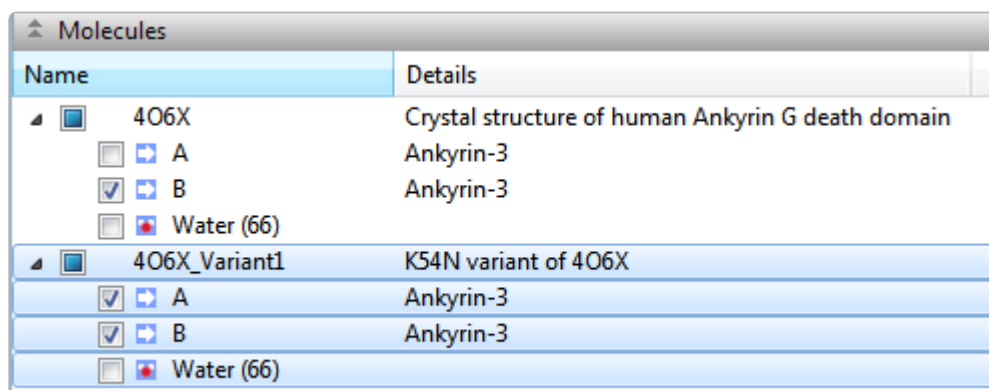 Molecules
Name Details
4O6X Crystal structure of human Ankyrin G death domain
A Ankyrin-3
B Ankyrin-3
Water (66)
4O6X_Variant1 K54N variant of 4O6X
A Ankyrin-3
B Ankyrin-3
Water (66)